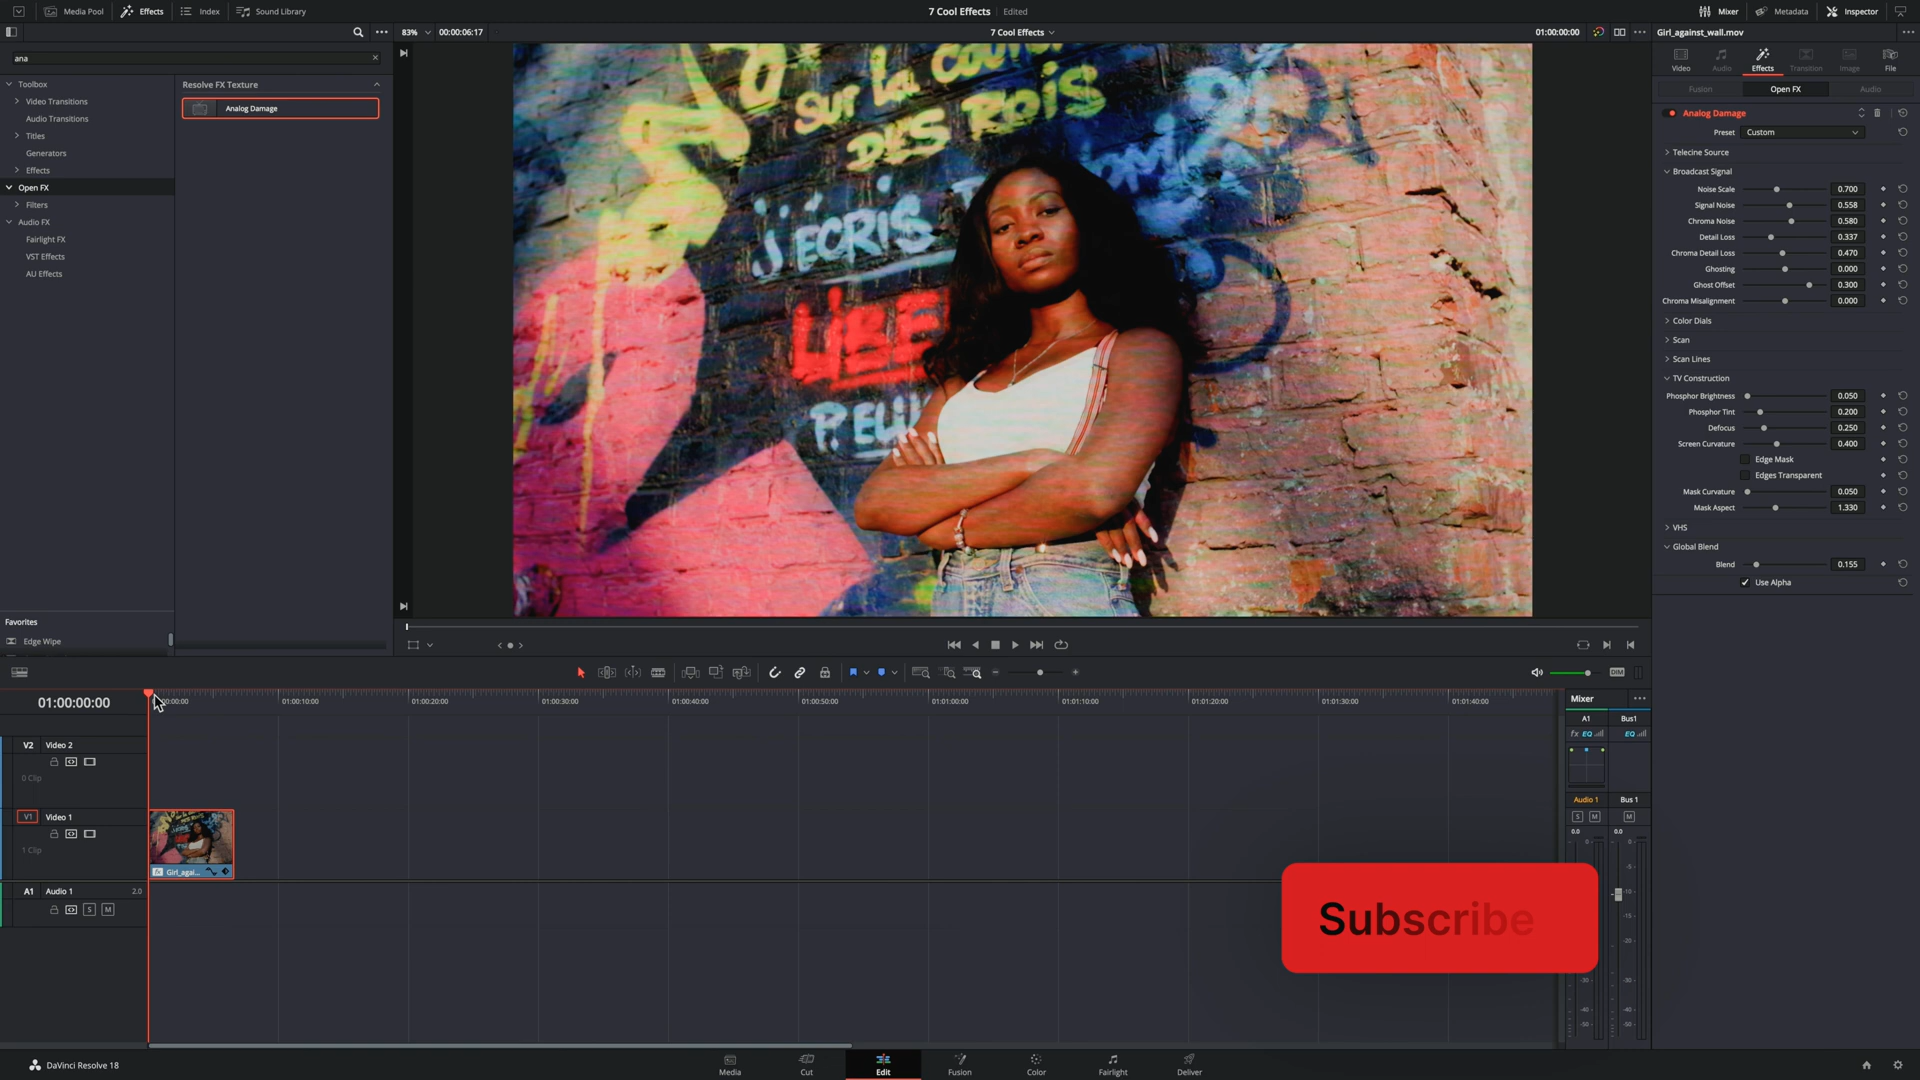 Media Pool
Effects
Index
Sound Library
7 Cool Effects
Edited
Mixer
Metadata
Inspector
83%
00:00:06:17
7 Cool Effects
01:00:00:00
Girl_against_wall.mov
ana
Toolbox
Video Transitions
Audio Transitions
Titles
Generators
Effects
Open FX
Filters
Audio FX
Fairlight FX
VST Effects
AU Effects
Favorites
Edge Wipe
Resolve FX Texture
Analog Damage
sur la
DES ROIS
J'ÉCRIS
LIBE
Video
Audio
Effects
Transition
Image
File
Fusion
Open FX
Audio
Analog Damage
Preset Custom
Telecine Source
Broadcast Signal
Noise Scale 0.700
Signal Noise 0.558
Chroma Noise 0.580
Detail Loss 0.337
Chroma Detail Loss 0.470
Ghosting 0.000
Ghost Offset 0.300
Chroma Misalignment 0.000
Color Dials
Scan
Scan Lines
TV Construction
Phosphor Brightness 0.050
Phosphor Tint 0.200
Defocus 0.250
Screen Curvature 0.400
Edge Mask
Edges Transparent
Mask Curvature 0.050
Mask Aspect 1.330
VHS
Global Blend
Blend 0.155
Use Alpha
DIM
01:00:00:00
01:00:10:00
01:00:20:00
01:00:30:00
01:00:40:00
01:00:50:00
01:01:00:00
01:01:10:00
01:01:20:00
01:01:30:00
01:01:40:00
V2 Video 2
0 Clip
V1 Video 1
1 Clip
Girl_agai...
A1 Audio 1 2.0
S M
Mixer
A1 Bus1
fx EQ EQ
Audio 1 Bus 1
S M M
0.0 0.0
Subscribe
DaVinci Resolve 18
Media
Cut
Edit
Fusion
Color
Fairlight
Deliver